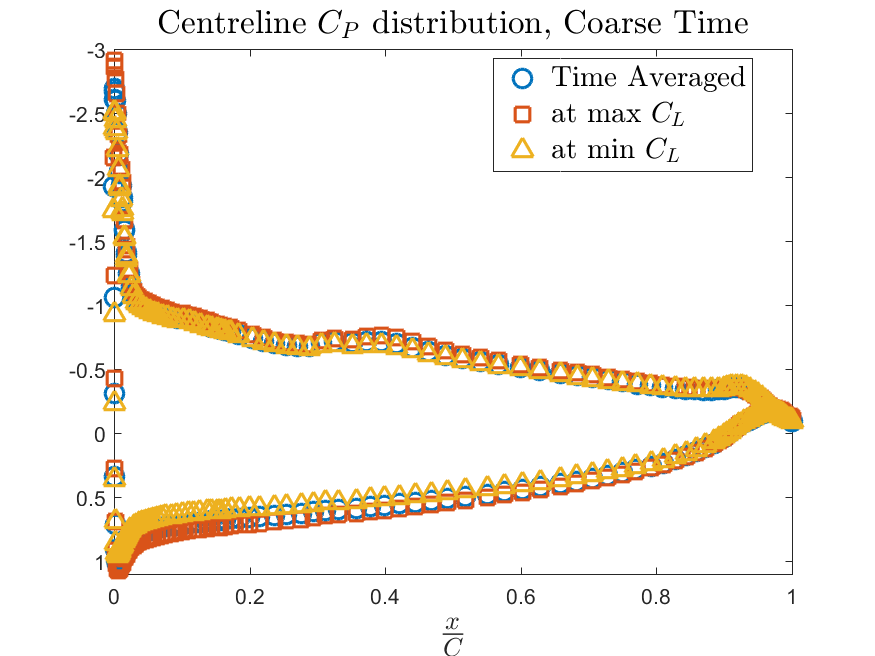 Centreline C_P distribution, Coarse Time
-3
-2.5
-2
-1.5
-1
-0.5
0
0.5
1
Time Averaged
at max C_L
at min C_L
0 0.2 0.4 0.6 0.8 1
x
C